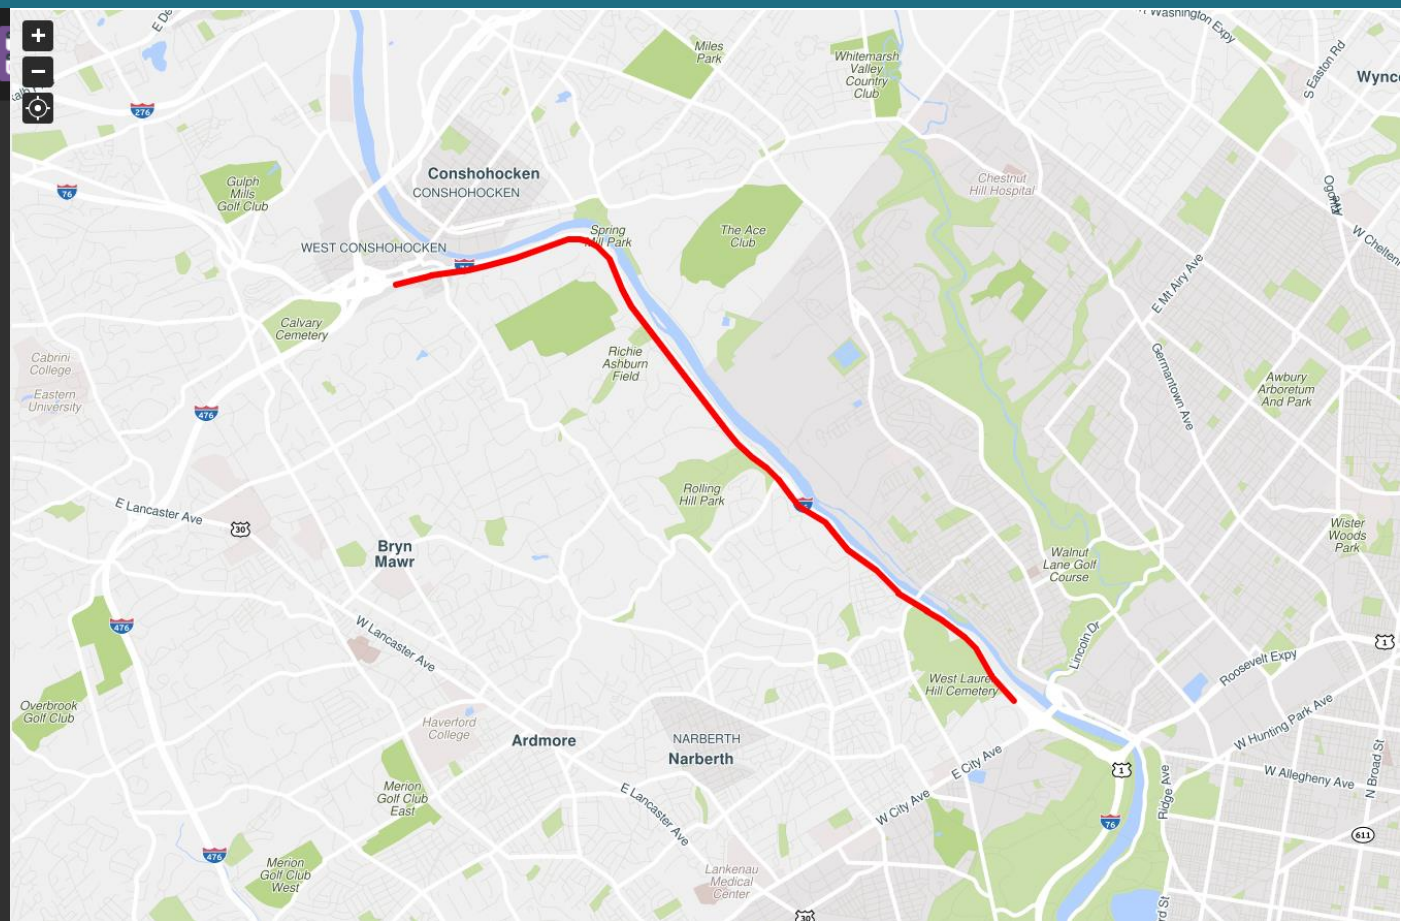 +
−
E De
Washington Expy
Miles
Park
Whitemarsh
Valley
Country
Club
S Easton Rd
Wync
276
76
Conshohocken
CONSHOHOCKEN
Gulph
Mills
Golf Club
Chestnut
Hill Hospital
Ogontz
Ave
Spring
Mill Park
The Ace
Club
W Chelten
WEST CONSHOHOCKEN
E Mt Airy Ave
Calvary
Cemetery
Cabrini
College
Eastern
University
Richie
Ashburn
Field
Germantown Ave
Awbury
Arboretum
And Park
476
Rolling
Hill Park
E Lancaster Ave
30
Wister
Woods
Park
Bryn
Mawr
Walnut
Lane Golf
Course
476
W Lancaster Ave
Lincoln Dr
1
Roosevelt Expy
West Laurel
Hill Cemetery
Overbrook
Golf Club
Haverford
College
Ardmore
NARBERTH
Narberth
W Hunting Park Ave
E City Ave
1
W Allegheny Ave
N Broad St
Ridge Ave
Merion
Golf Club
East
E Lancaster Ave
W City Ave
76
611
476
Merion
Golf Club
West
Lankenau
Medical
Center
30
rd St